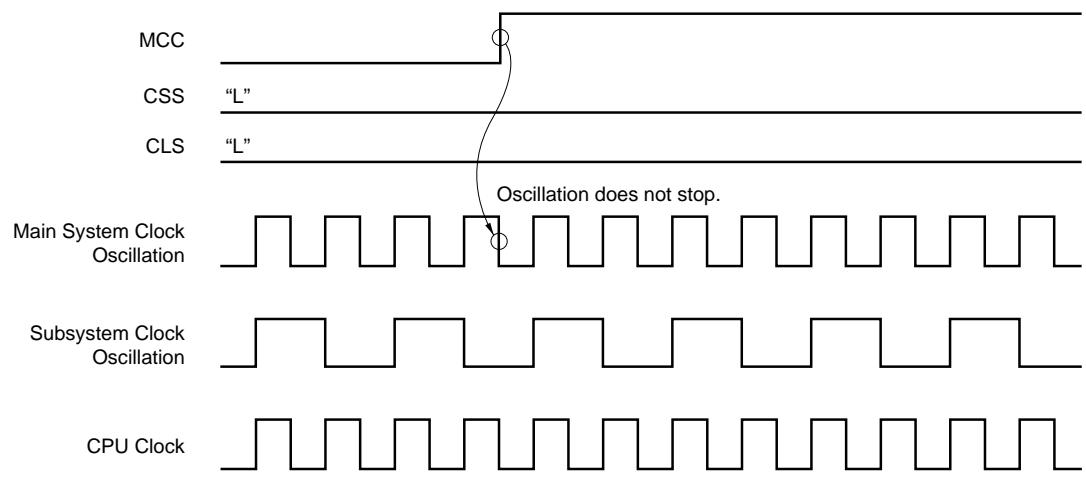 MCC
CSS
“L”
CLS
“L”
Oscillation does not stop.
Main System Clock
Oscillation
Subsystem Clock
Oscillation
CPU Clock